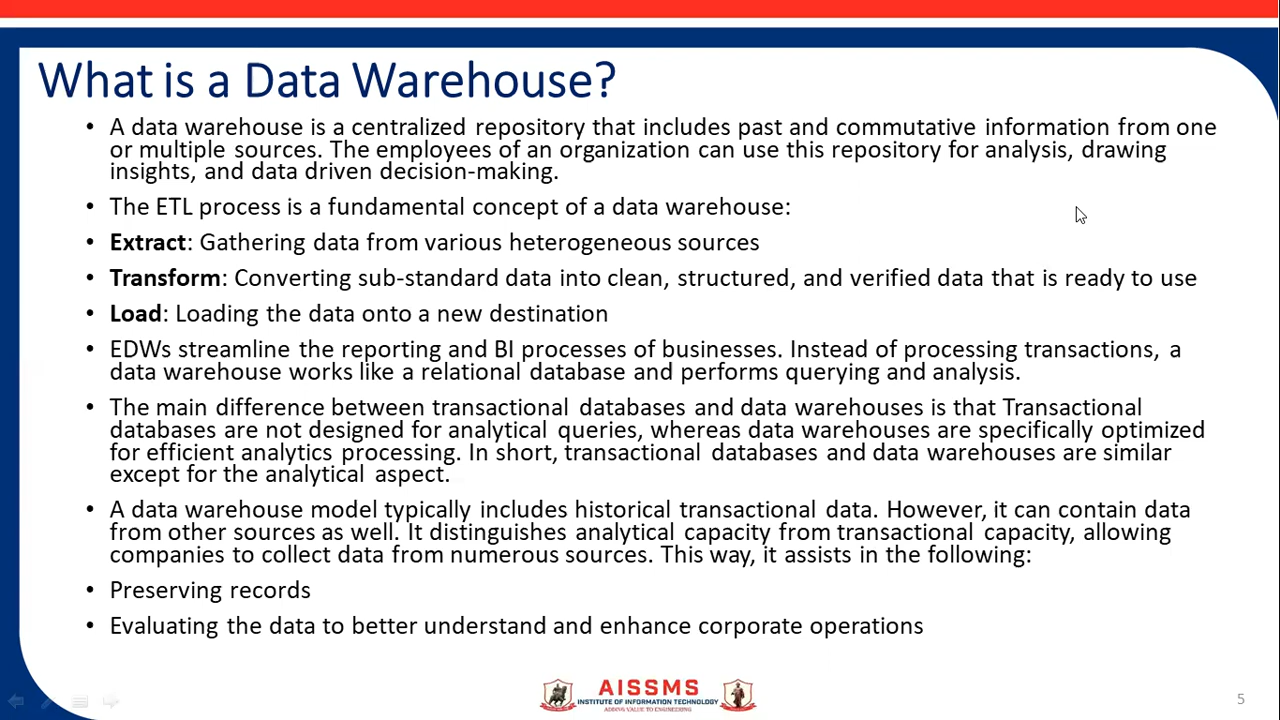 What is a Data Warehouse?
• A data warehouse is a centralized repository that includes past and commutative information from one
or multiple sources. The employees of an organization can use this repository for analysis, drawing
insights, and data driven decision-making.
• The ETL process is a fundamental concept of a data warehouse:
• Extract: Gathering data from various heterogeneous sources
• Transform: Converting sub-standard data into clean, structured, and verified data that is ready to use
• Load: Loading the data onto a new destination
• EDWs streamline the reporting and BI processes of businesses. Instead of processing transactions, a
data warehouse works like a relational database and performs querying and analysis.
• The main difference between transactional databases and data warehouses is that Transactional
databases are not designed for analytical queries, whereas data warehouses are specifically optimized
for efficient analytics processing. In short, transactional databases and data warehouses are similar
except for the analytical aspect.
• A data warehouse model typically includes historical transactional data. However, it can contain data
from other sources as well. It distinguishes analytical capacity from transactional capacity, allowing
companies to collect data from numerous sources. This way, it assists in the following:
• Preserving records
• Evaluating the data to better understand and enhance corporate operations
AISSMS
INSTITUTE OF INFORMATION TECHNOLOGY
ADDING VALUE TO ENGINEERING
5